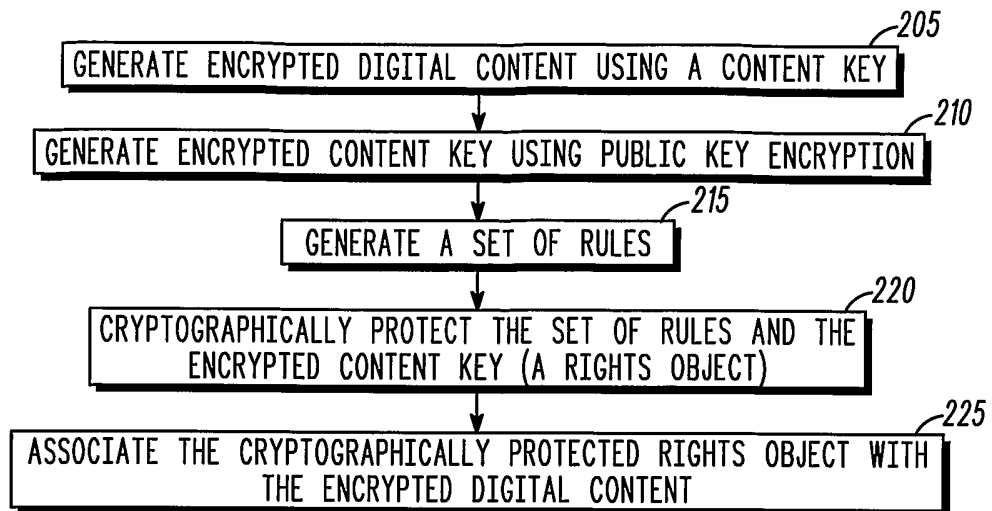 205
GENERATE ENCRYPTED DIGITAL CONTENT USING A CONTENT KEY
210
GENERATE ENCRYPTED CONTENT KEY USING PUBLIC KEY ENCRYPTION
215
GENERATE A SET OF RULES
220
CRYPTOGRAPHICALLY PROTECT THE SET OF RULES AND THE
ENCRYPTED CONTENT KEY (A RIGHTS OBJECT)
225
ASSOCIATE THE CRYPTOGRAPHICALLY PROTECTED RIGHTS OBJECT WITH
THE ENCRYPTED DIGITAL CONTENT